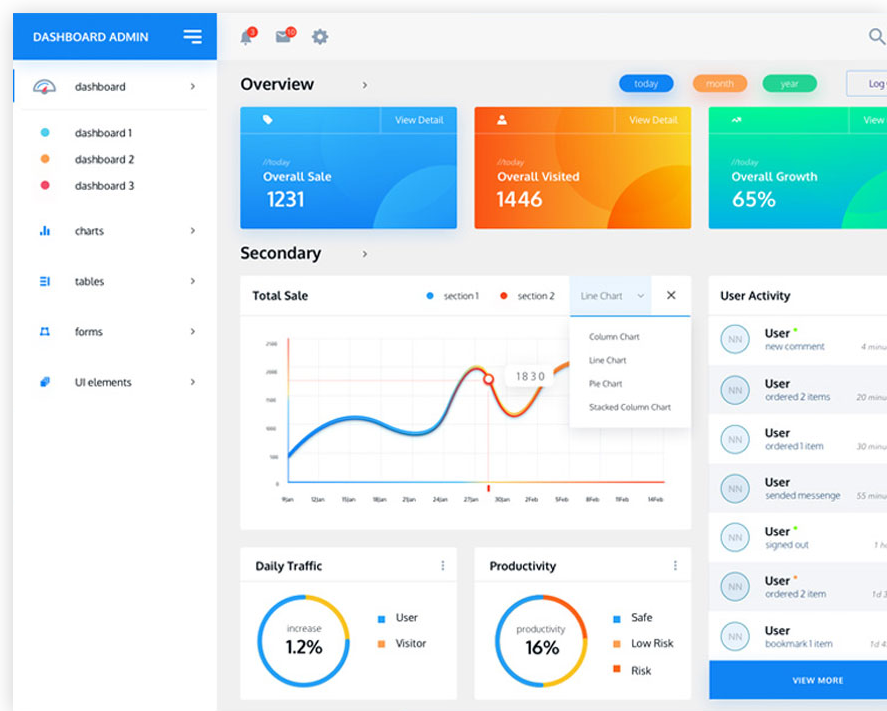 DASHBOARD ADMIN
3
10
dashboard
dashboard 1
dashboard 2
dashboard 3
charts
tables
forms
UI elements
Overview
today
month
year
Log
View Detail
//today
Overall Sale
1231
View Detail
//today
Overall Visited
1446
View
//today
Overall Growth
65%
Secondary
Total Sale
section 1
section 2
Line Chart
Column Chart
Line Chart
Pie Chart
Stacked Column Chart
1830
2000
1500
1000
500
0
9Jan
12Jan
15Jan
18Jan
21Jan
24Jan
27Jan
30Jan
2Feb
5Feb
8Feb
11Feb
14Feb
User Activity
NN
User
new comment
4 minu
NN
User
ordered 2 items
20 minu
NN
User
ordered 1 item
30 minu
NN
User
sended messenge
55 minu
NN
User
signed out
1 h
NN
User
ordered 2 item
1d 3
NN
User
bookmark 1 item
1d 4
VIEW MORE
Daily Traffic
increase
1.2%
User
Visitor
Productivity
productivity
16%
Safe
Low Risk
Risk